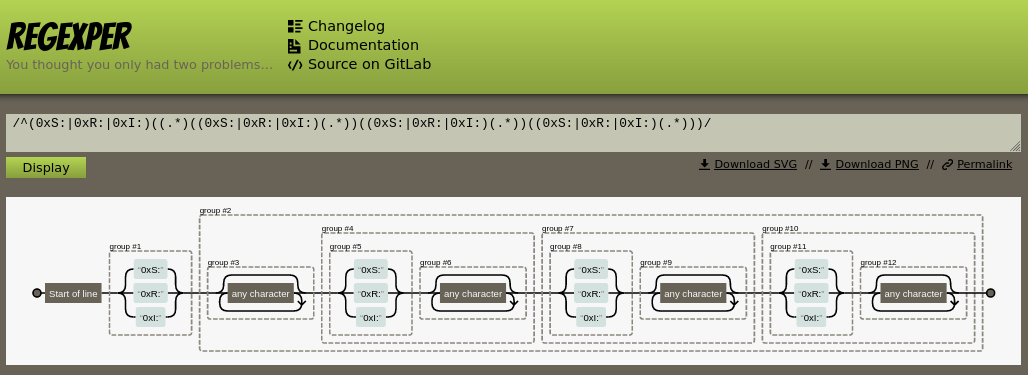 REGEXPER
You thought you only had two problems...
Changelog
Documentation
Source on GitLab
/^(0xS:|0xR:|0xI:)((.*)((0xS:|0xR:|0xI:)(.*))((0xS:|0xR:|0xI:)(.*))((0xS:|0xR:|0xI:)(.*)))/
Display
Download SVG // Download PNG // Permalink
group #2
group #4 group #7 group #10
group #1 group #5 group #8 group #11
group #3 group #6 group #9 group #12
“0xS:” “0xS:” “0xS:” “0xS:”
Start of line “0xR:” any character “0xR:” any character “0xR:” any character “0xR:” any character
“0xI:” “0xI:” “0xI:” “0xI:”